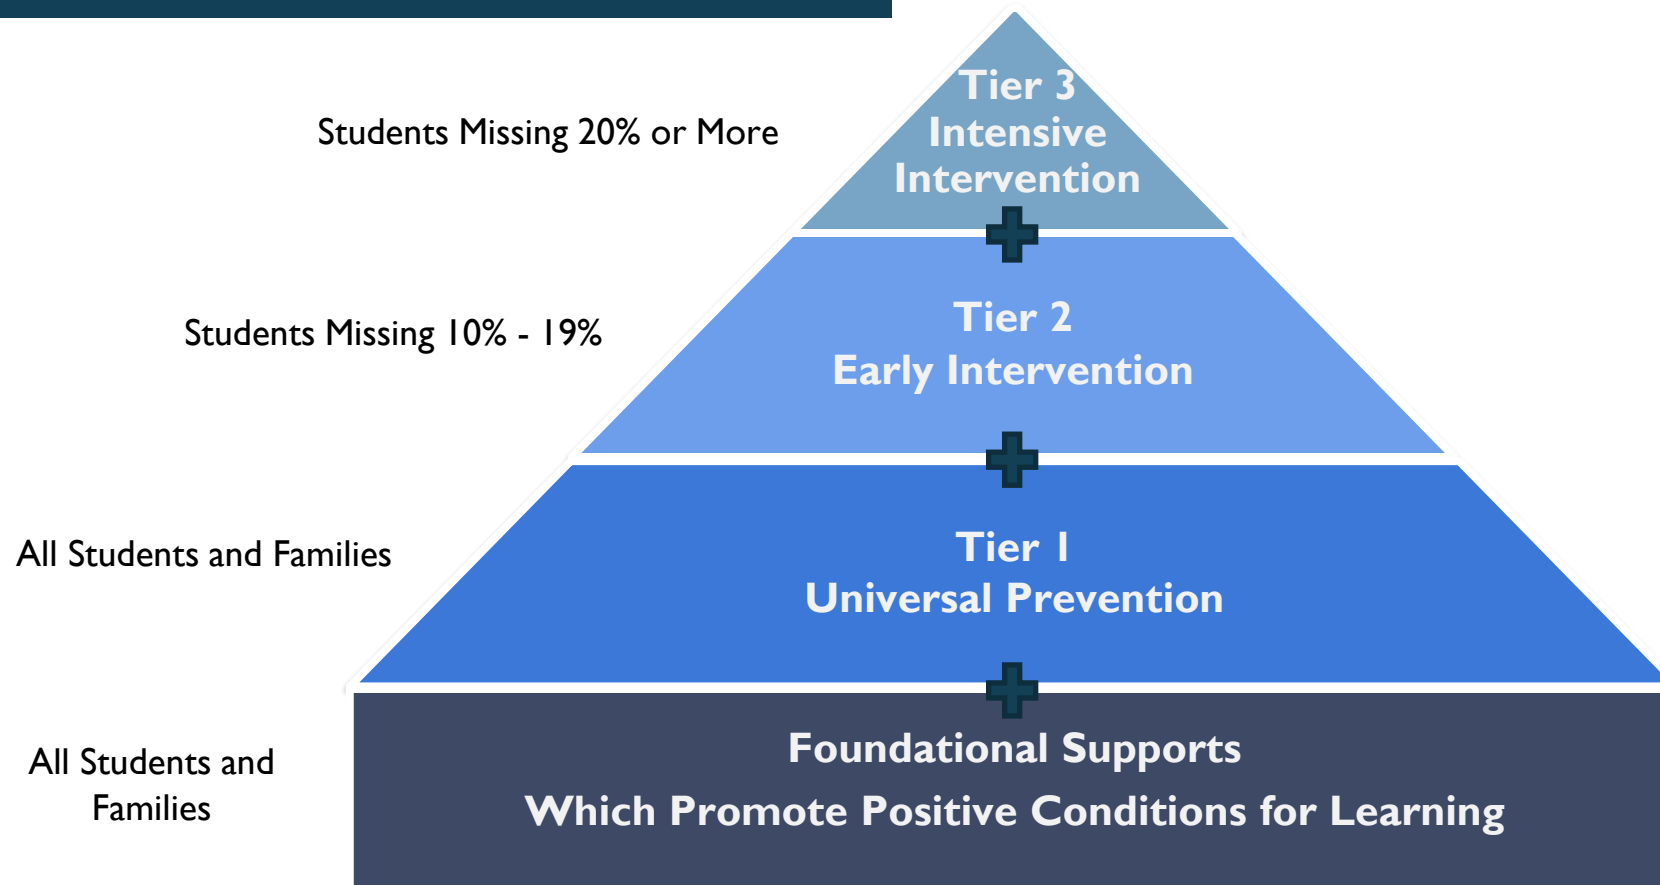 Students Missing 20% or More
Tier 3
Intensive
Intervention
Students Missing 10% - 19%
Tier 2
Early Intervention
All Students and Families
Tier 1
Universal Prevention
All Students and
Families
Foundational Supports
Which Promote Positive Conditions for Learning